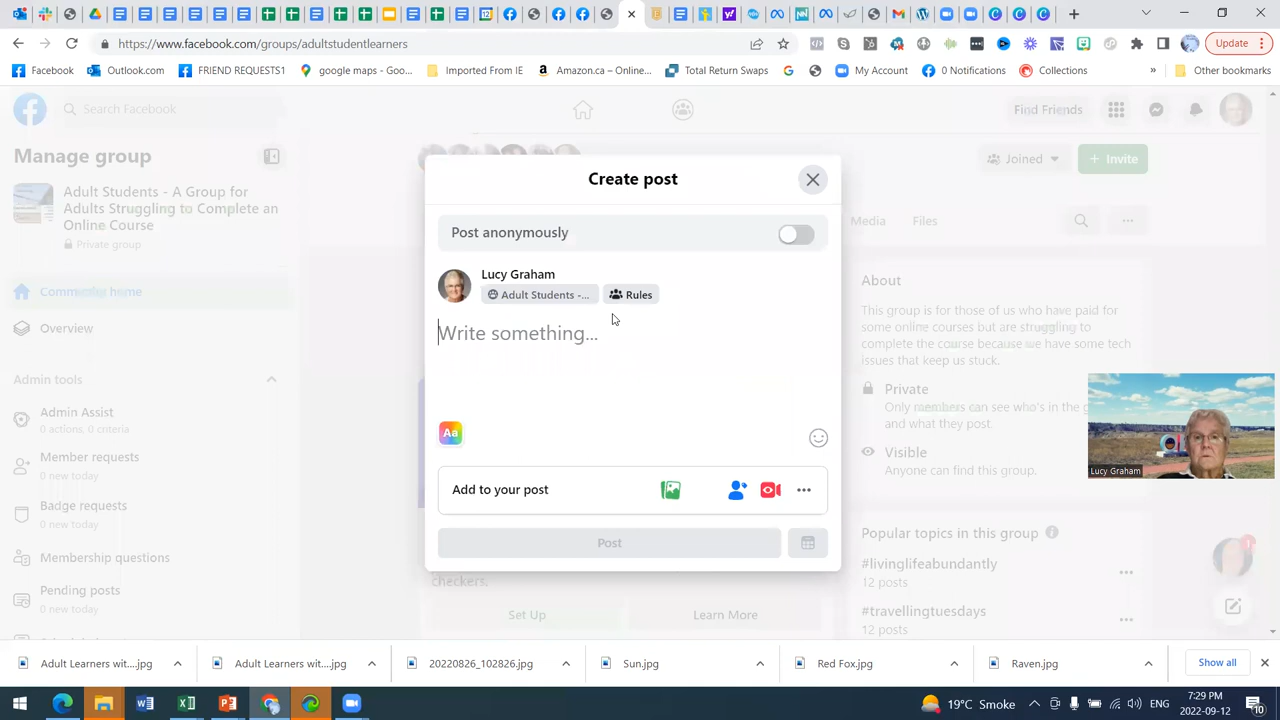 https://www.facebook.com/groups/adultstudentlearners
Update
Facebook
Outlook.com
FRIEND REQUESTS1
google maps - Goo...
Imported From IE
Amazon.ca – Online...
Total Return Swaps
My Account
0 Notifications
Collections
»
Other bookmarks
Search Facebook
Find Friends
Manage group
Joined
+ Invite
Adult Students - A Group for
Adults Struggling to Complete an
Online Course
Private group
Media
Files
Create post
Post anonymously
Lucy Graham
Adult Students -...
Rules
Write something...
Aa
Add to your post
Post
Community home
Overview
Admin tools
Admin Assist
0 actions, 0 criteria
Member requests
0 new today
Badge requests
0 new today
Membership questions
Pending posts
0 new today
checkers.
Set Up
Learn More
About
This group is for those of us who have paid for
some online courses but are struggling to
complete the course because we have some tech
issues that keep us stuck.
Private
Only members can see who's in the g
and what they post.
Visible
Anyone can find this group.
Lucy Graham
Popular topics in this group
#livinglifeabundantly
12 posts
#travellingtuesdays
12 posts
Adult Learners wit....jpg
Adult Learners wit....jpg
20220826_102826.jpg
Sun.jpg
Red Fox.jpg
Raven.jpg
Show all
19°C Smoke
ENG
7:29 PM
2022-09-12
10